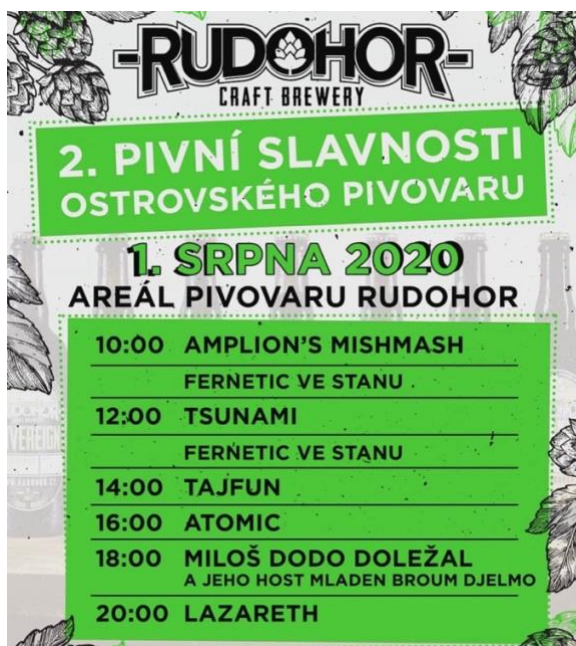 -RUDOHOR-
CRAFT BREWERY
2. PIVNÍ SLAVNOSTI
OSTROVSKÉHO PIVOVARU
1. SRPNA 2020
AREÁL PIVOVARU RUDOHOR
10:00 AMPLION'S MISHMASH
FERNETIC VE STANU
12:00 TSUNAMI
FERNETIC VE STANU
14:00 TAJFUN
16:00 ATOMIC
18:00 MILOŠ DODO DOLEŽAL
A JEHO HOST MLADEN BROUM DJELMO
20:00 LAZARETH